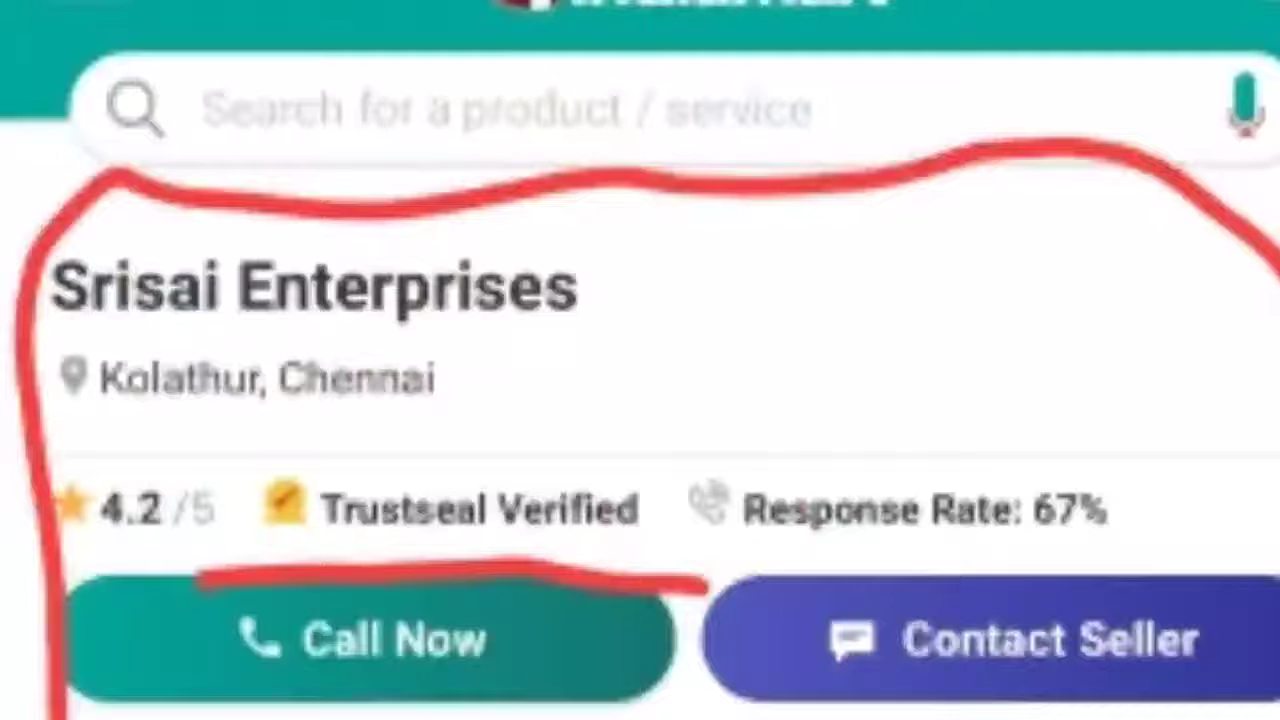 Search for a product / service
Srisai Enterprises
Kolathur, Chennai
4.2 /5 Trustseal Verified Response Rate: 67%
Call Now Contact Seller